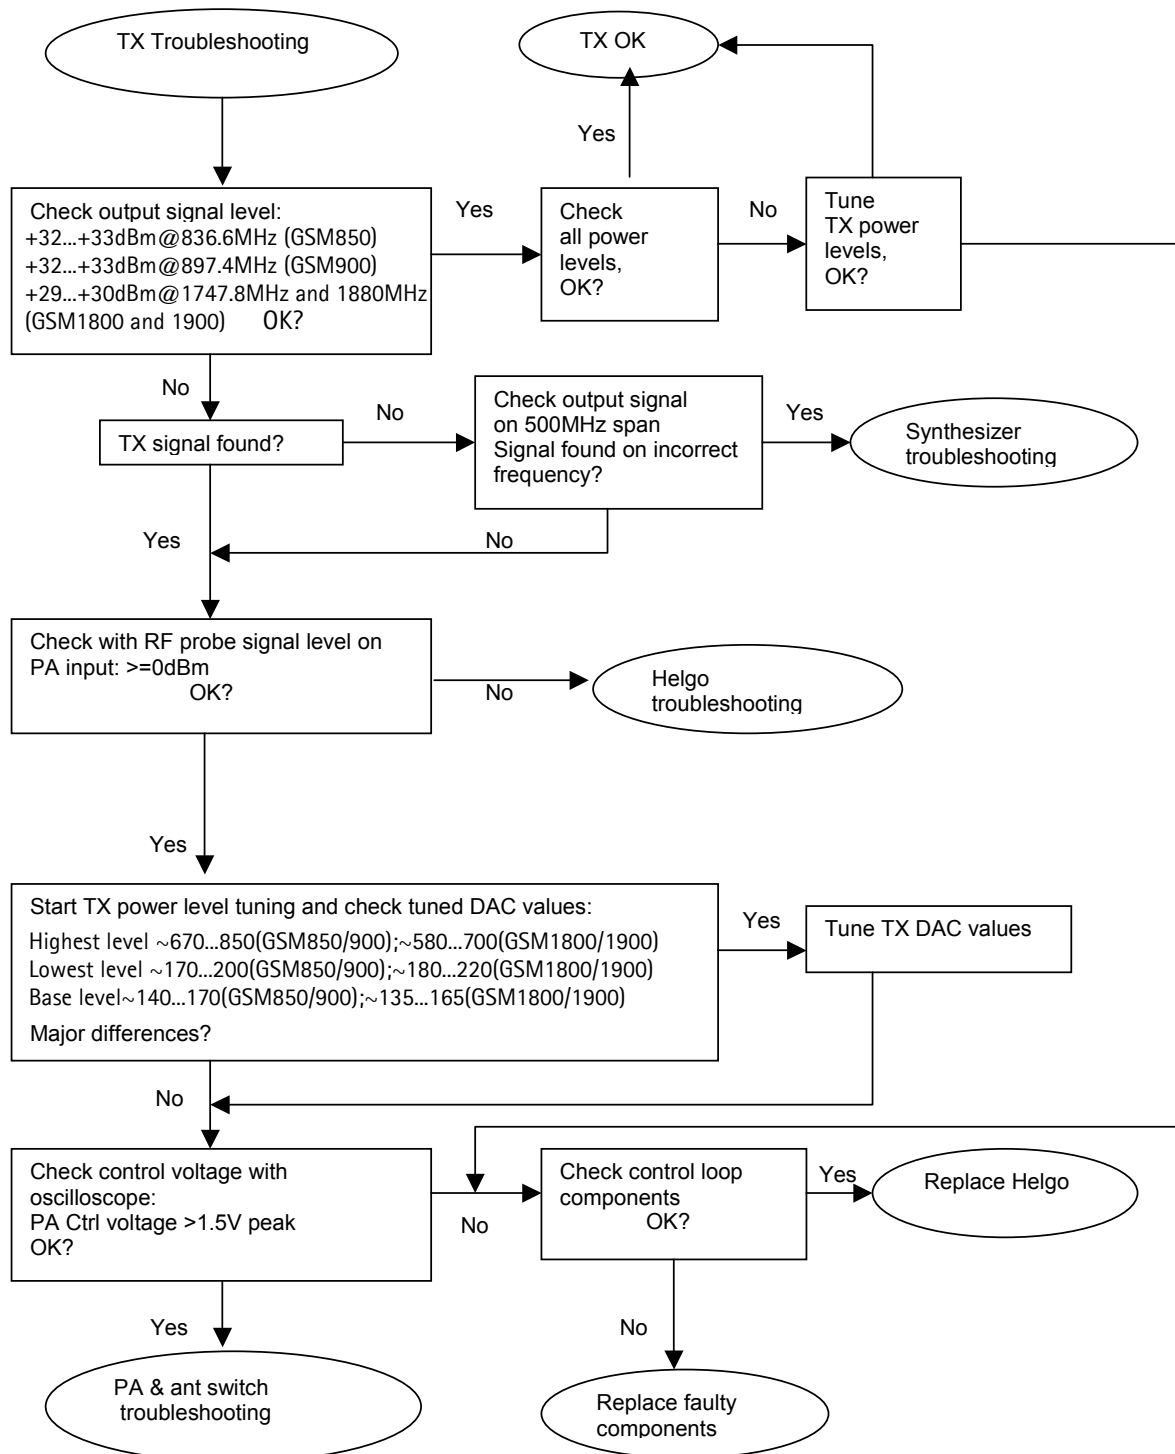 TX Troubleshooting
TX OK
Yes
Check output signal level:
+32...+33dBm@836.6MHz (GSM850)
+32...+33dBm@897.4MHz (GSM900)
+29...+30dBm@1747.8MHz and 1880MHz
(GSM1800 and 1900) OK?
Yes
Check
all power
levels,
OK?
No
Tune
TX power
levels,
OK?
No
TX signal found?
No
Check output signal
on 500MHz span
Signal found on incorrect
frequency?
Yes
Synthesizer
troubleshooting
Yes
No
Check with RF probe signal level on
PA input: >=0dBm
OK?
No
Helgo
troubleshooting
Yes
Start TX power level tuning and check tuned DAC values:
Highest level ~670...850(GSM850/900);~580...700(GSM1800/1900)
Lowest level ~170...200(GSM850/900);~180...220(GSM1800/1900)
Base level~140...170(GSM850/900);~135...165(GSM1800/1900)
Major differences?
Yes
Tune TX DAC values
No
Check control voltage with
oscilloscope:
PA Ctrl voltage >1.5V peak
OK?
No
Check control loop
components
OK?
Yes
Replace Helgo
Yes
No
PA & ant switch
troubleshooting
Replace faulty
components